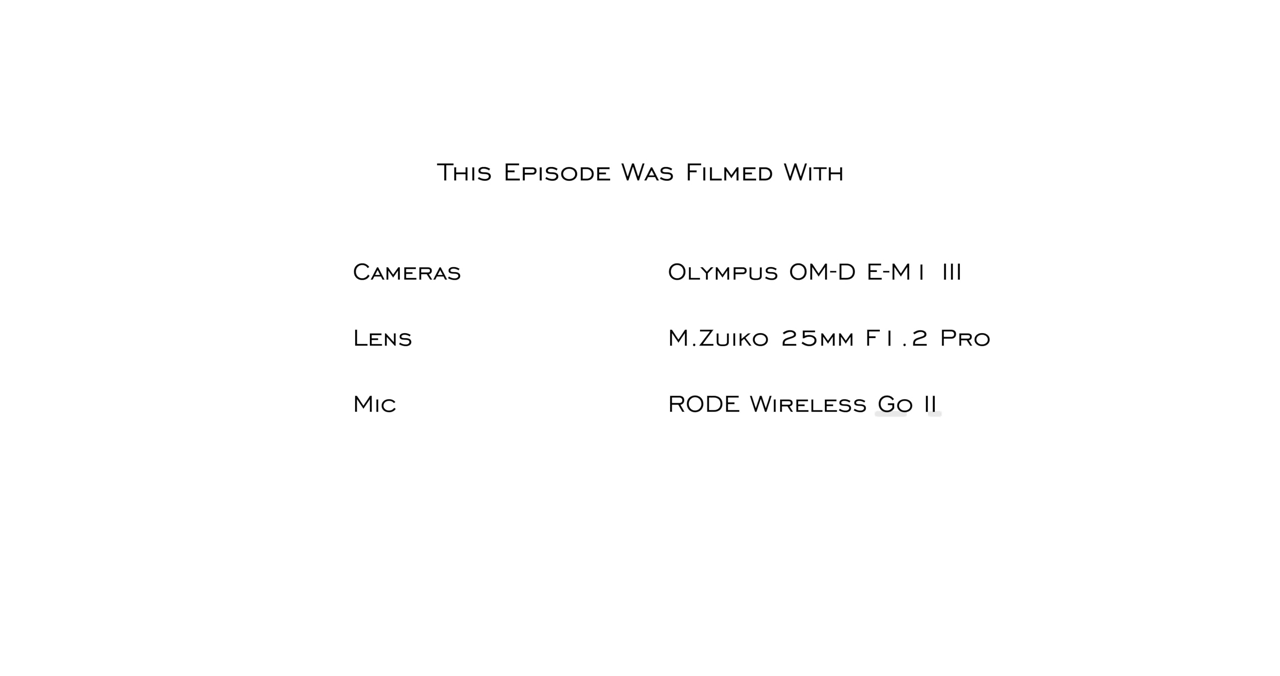 This Episode Was Filmed With
Cameras Olympus OM-D E-M1 III
Lens M.Zuiko 25mm F1.2 Pro
Mic RODE Wireless Go II